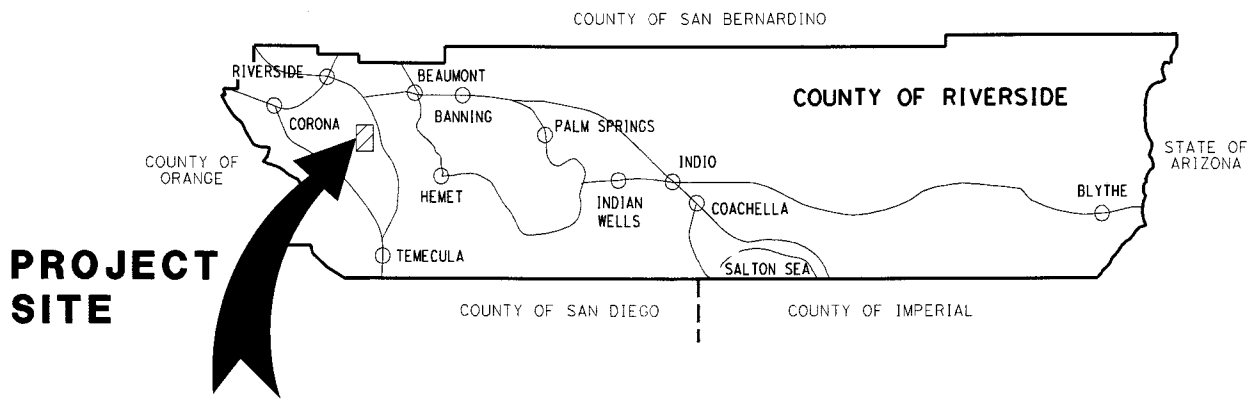 COUNTY OF SAN BERNARDINO
RIVERSIDE
BEAUMONT
COUNTY OF RIVERSIDE
BANNING
CORONA
PALM SPRINGS
COUNTY OF
ORANGE
STATE OF
ARIZONA
INDIO
HEMET
INDIAN
WELLS
BLYTHE
COACHELLA
TEMECULA
PROJECT
SITE
SALTON SEA
COUNTY OF SAN DIEGO
COUNTY OF IMPERIAL